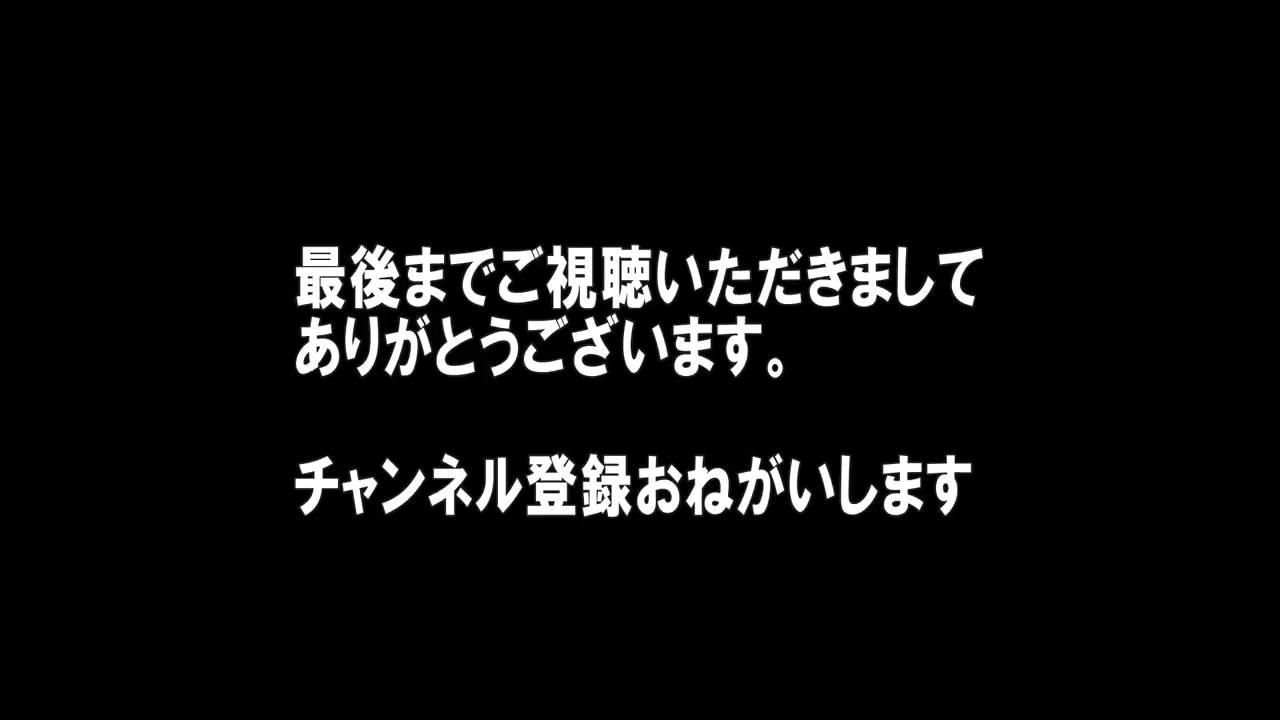 最後までご視聴いただきまして
ありがとうございます。
チャンネル登録おねがいします